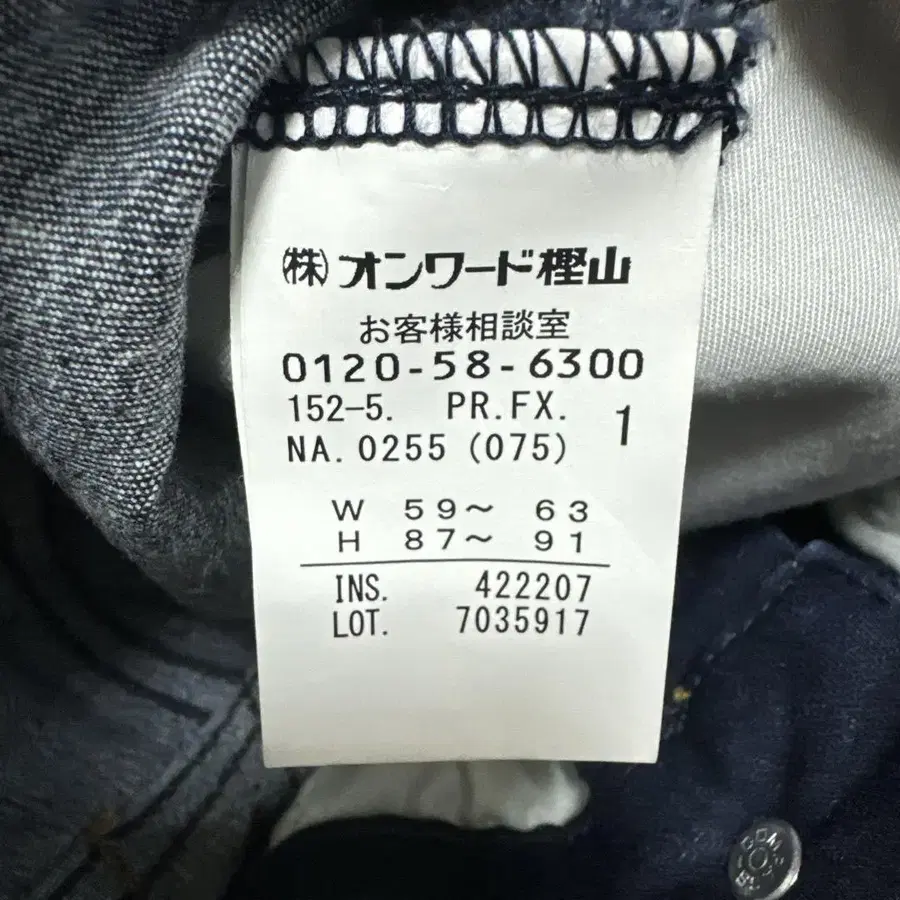 ㈱オンワード樫山
お客様相談室
0120-58-6300
152-5. PR.FX. 1
NA.0255 (075)
W 59～ 63
H 87～ 91
INS. 422207
LOT. 7035917